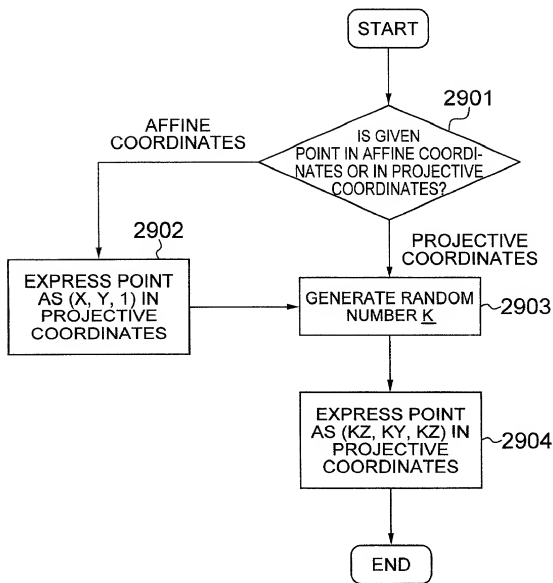 START
2901
AFFINE
COORDINATES
IS GIVEN
POINT IN AFFINE COORDI-
NATES OR IN PROJECTIVE
COORDINATES?
2902
PROJECTIVE
COORDINATES
EXPRESS POINT
AS (X, Y, 1) IN
PROJECTIVE
COORDINATES
GENERATE RANDOM
NUMBER K
2903
EXPRESS POINT
AS (KZ, KY, KZ) IN
PROJECTIVE
COORDINATES
2904
END